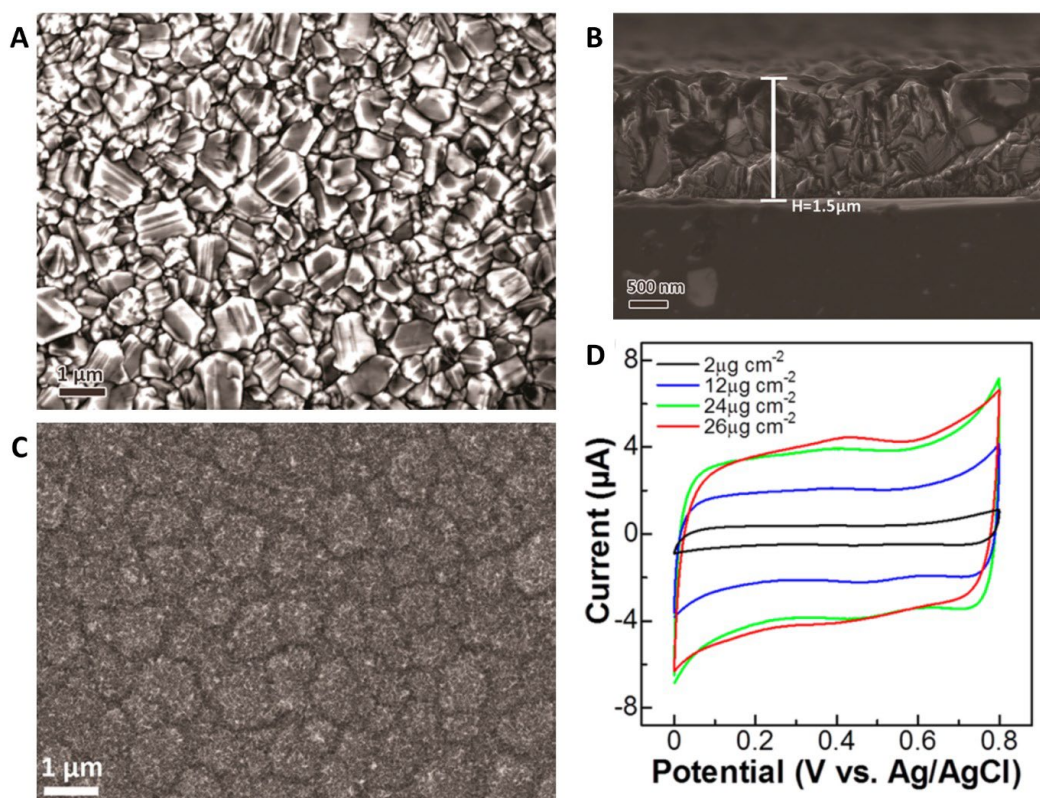 A
1 μm
B
H=1.5μm
500 nm
C
1 μm
D
2μg cm-2
12μg cm-2
24μg cm-2
26μg cm-2
8
4
0
-4
-8
Current (μA)
0 0.2 0.4 0.6 0.8
Potential (V vs. Ag/AgCl)